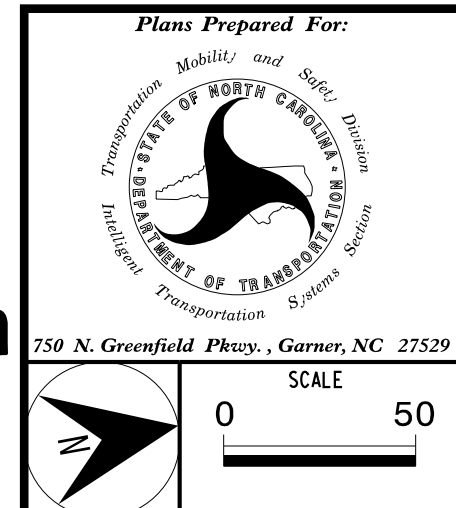 Plans Prepared For:
Transportation Mobility and Safety Division
STATE OF NORTH CAROLINA
DEPARTMENT OF TRANSPORTATION
Intelligent Transportation Systems Section
750 N. Greenfield Pkwy. , Garner, NC 27529
N
SCALE
0 50